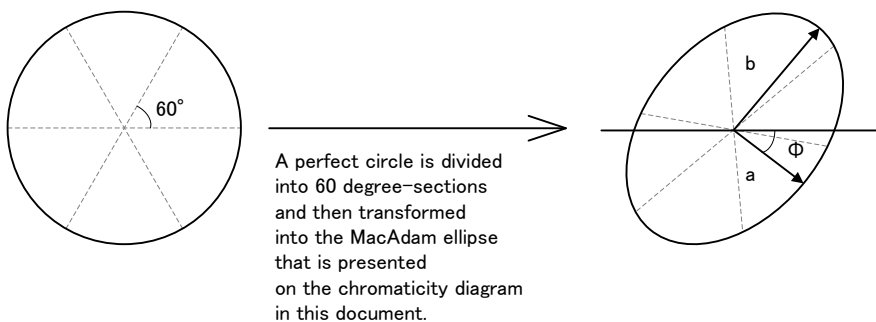 60°
A perfect circle is divided
into 60 degree-sections
and then transformed
into the MacAdam ellipse
that is presented
on the chromaticity diagram
in this document.
b
Φ
a